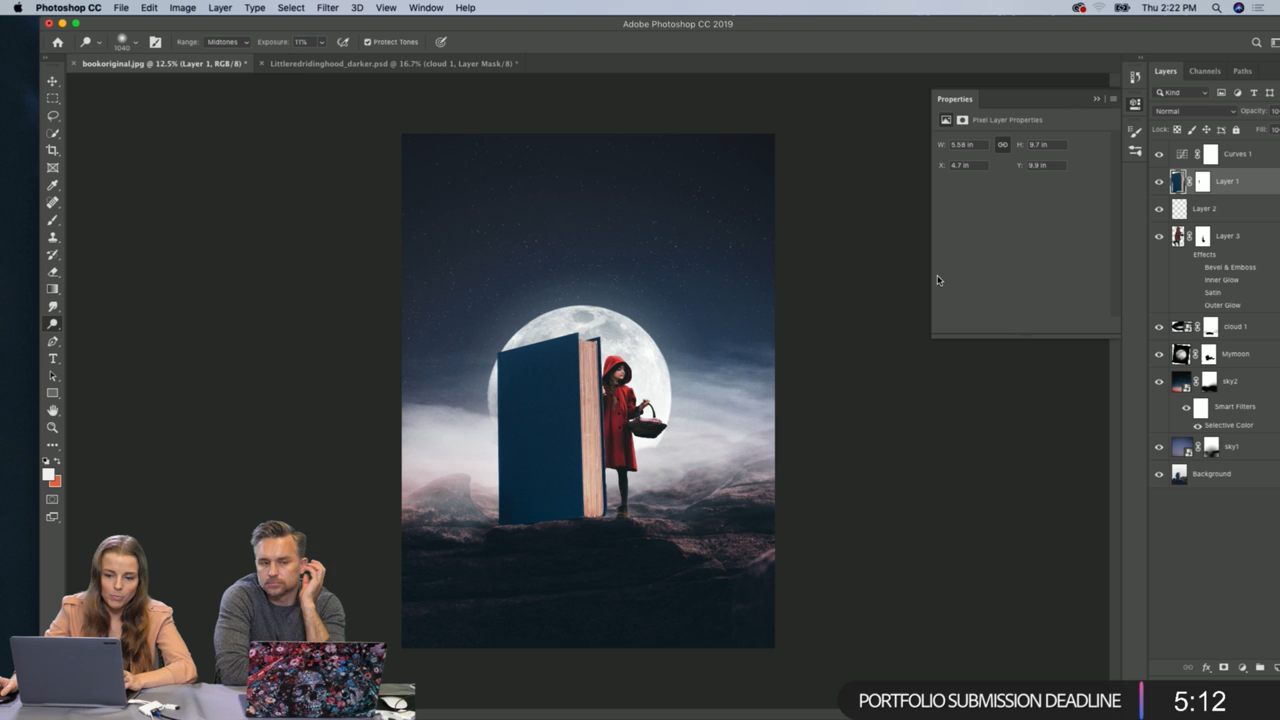 Photoshop CC File Edit Image Layer Type Select Filter 3D View Window Help Thu 2:22 PM
Adobe Photoshop CC 2019
1040 Range: Midtones Exposure: 11% Protect Tones
bookoriginal.jpg @ 12.5% (Layer 1, RGB/8) * Littleredridinghood_darker.psd @ 16.7% (cloud 1, Layer Mask/8) *
Layers Channels Paths
Kind
Normal Opacity: 10
Lock: Fill: 10
Properties
Pixel Layer Properties
W: 5.58 in H: 9.7 in
X: 4.7 in Y: 9.9 in
Curves 1
Layer 1
Layer 2
Layer 3
Effects
Bevel & Emboss
Inner Glow
Satin
Outer Glow
cloud 1
Mymoon
sky2
Smart Filters
Selective Color
sky1
Background
fx
PORTFOLIO SUBMISSION DEADLINE 5:12